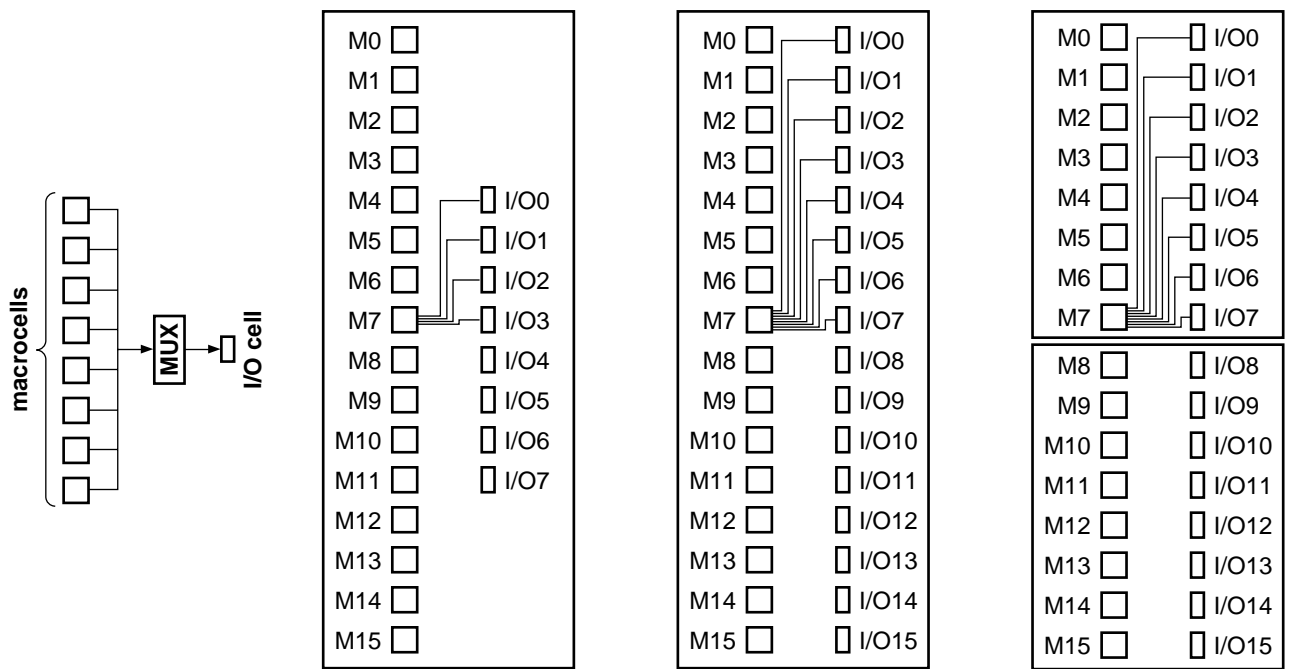 macrocells
MUX
I/O cell
M0
M1
M2
M3
M4 I/O0
M5 I/O1
M6 I/O2
M7 I/O3
M8 I/O4
M9 I/O5
M10 I/O6
M11 I/O7
M12
M13
M14
M15
M0 I/O0
M1 I/O1
M2 I/O2
M3 I/O3
M4 I/O4
M5 I/O5
M6 I/O6
M7 I/O7
M8 I/O8
M9 I/O9
M10 I/O10
M11 I/O11
M12 I/O12
M13 I/O13
M14 I/O14
M15 I/O15
M0 I/O0
M1 I/O1
M2 I/O2
M3 I/O3
M4 I/O4
M5 I/O5
M6 I/O6
M7 I/O7
M8 I/O8
M9 I/O9
M10 I/O10
M11 I/O11
M12 I/O12
M13 I/O13
M14 I/O14
M15 I/O15